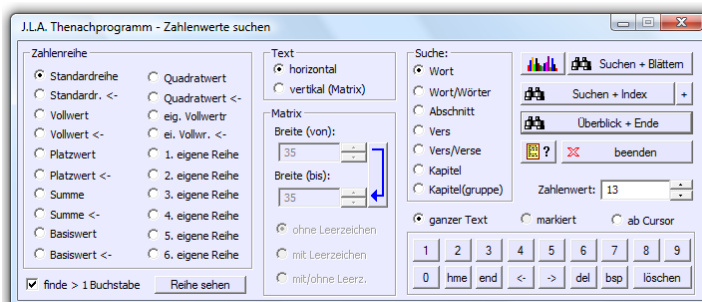 J.L.A. Thenachprogramm - Zahlenwerte suchen
Zahlenreihe
Standardreihe
Standardr. <-
Vollwert
Vollwert <-
Platzwert
Platzwert <-
Summe
Summe <-
Basiswert
Basiswert <-
Quadratwert
Quadratwert <-
eig. Vollwertr
ei. Vollwr. <-
1. eigene Reihe
2. eigene Reihe
3. eigene Reihe
4. eigene Reihe
5. eigene Reihe
6. eigene Reihe
finde > 1 Buchstabe
Reihe sehen
Text
horizontal
vertikal (Matrix)
Matrix
Breite (von):
35
Breite (bis):
35
ohne Leerzeichen
mit Leerzeichen
mit/ohne Leerz.
Suche:
Wort
Wort/Wörter
Abschnitt
Vers
Vers/Verse
Kapitel
Kapitel(gruppe)
Suchen + Blättern
Suchen + Index +
Überblick + Ende
? beenden
Zahlenwert: 13
ganzer Text markiert ab Cursor
1 2 3 4 5 6 7 8 9
0 hme end <- -> del bsp löschen